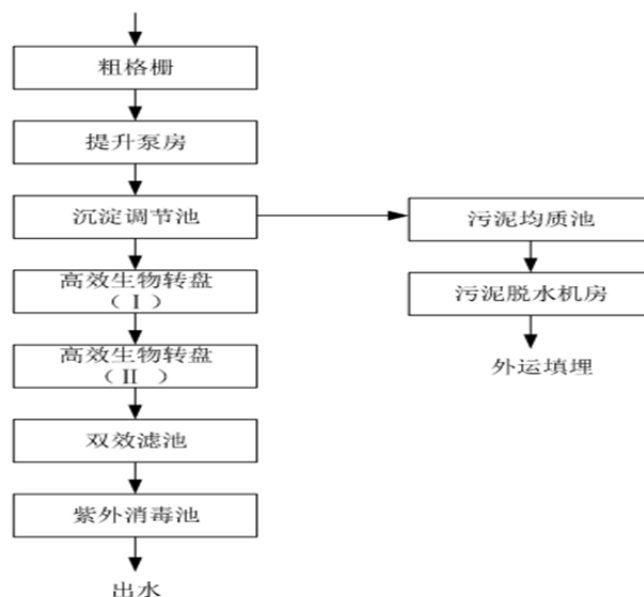 粗格栅
提升泵房
沉淀调节池
高效生物转盘
（Ⅰ）
高效生物转盘
（Ⅱ ）
双效滤池
紫外消毒池
出水
污泥均质池
污泥脱水机房
外运填埋